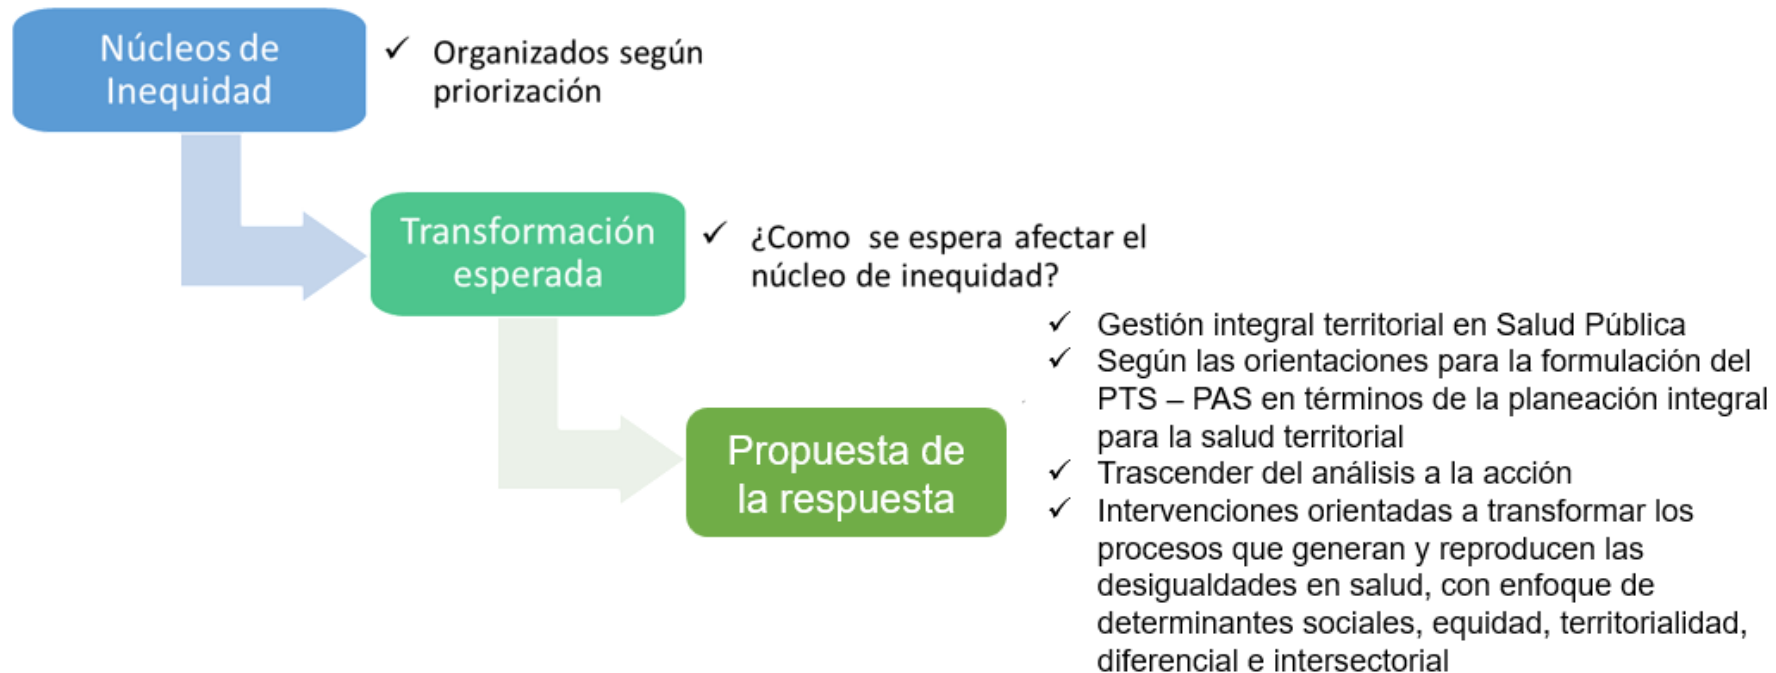 Núcleos de
Inequidad
✓ Organizados según
priorización
Transformación
esperada
✓ ¿Como se espera afectar el
núcleo de inequidad?
Propuesta de
la respuesta
✓ Gestión integral territorial en Salud Pública
✓ Según las orientaciones para la formulación del
PTS – PAS en términos de la planeación integral
para la salud territorial
✓ Trascender del análisis a la acción
✓ Intervenciones orientadas a transformar los
procesos que generan y reproducen las
desigualdades en salud, con enfoque de
determinantes sociales, equidad, territorialidad,
diferencial e intersectorial